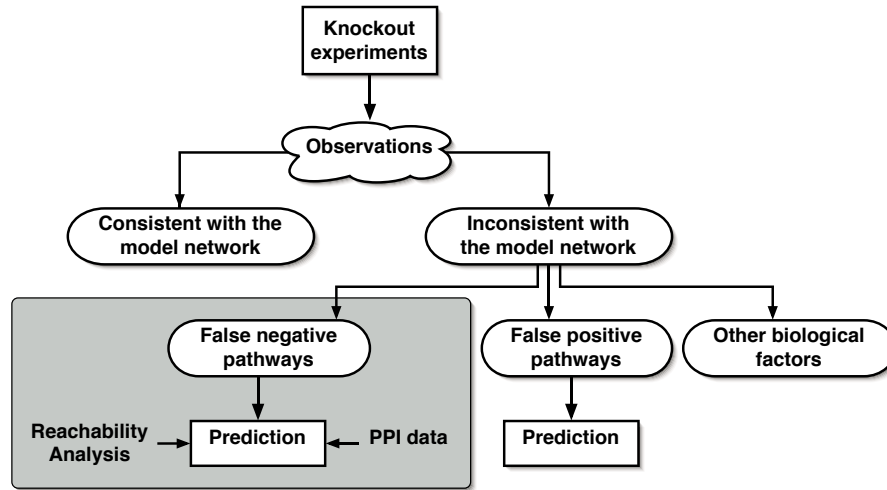 Knockout
experiments
Observations
Consistent with the
model network
Inconsistent with
the model network
False negative
pathways
False positive
pathways
Other biological
factors
Reachability
Analysis
Prediction
PPI data
Prediction